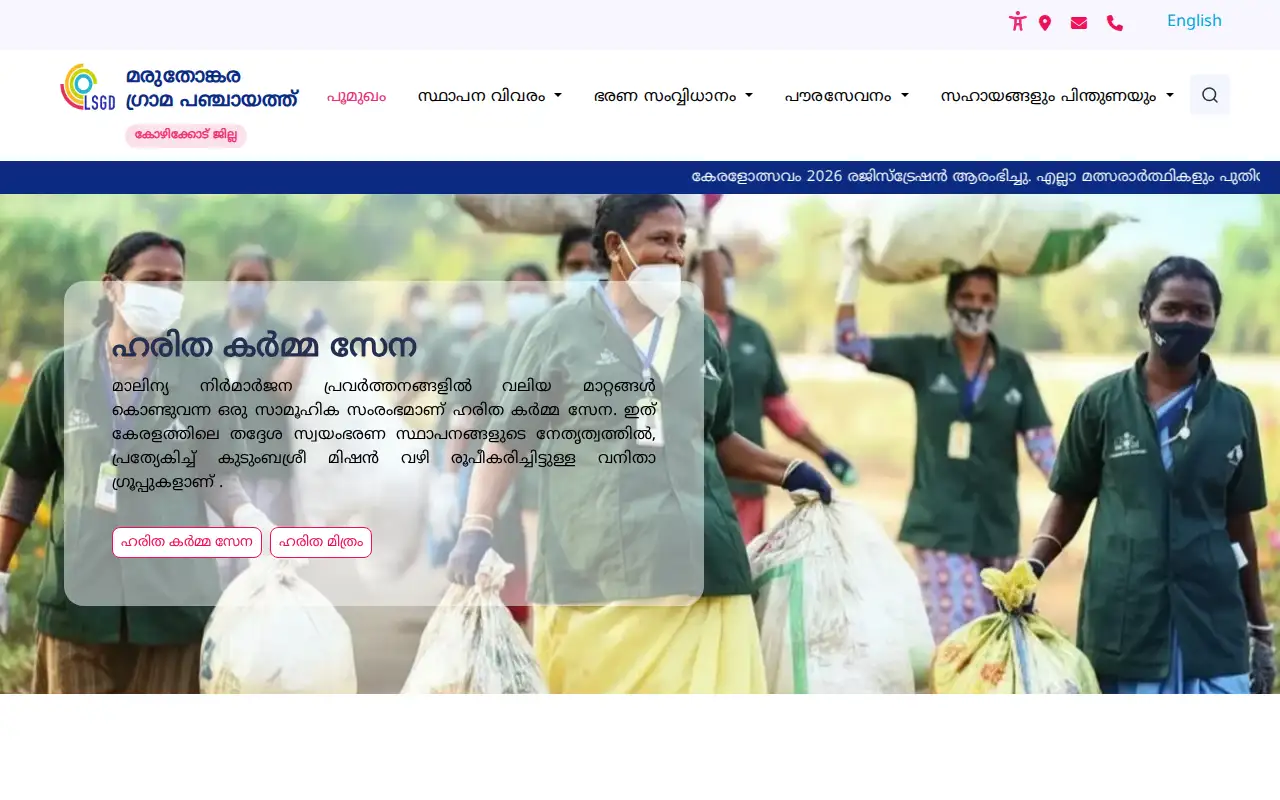 English
LSGD
മരുതോങ്കര
ഗ്രാമ പഞ്ചായത്ത്
കോഴിക്കോട് ജില്ല
പൂമുഖം
സ്ഥാപന വിവരം
ഭരണ സംവ്വിധാനം
പൗരസേവനം
സഹായങ്ങളും പിന്തുണയും
കേരളോത്സവം 2026 രജിസ്ട്രേഷൻ ആരംഭിച്ചു. എല്ലാ മത്സരാർത്ഥികളും
ഹരിത കർമ്മ സേന
മാലിന്യ നിർമാർജന പ്രവർത്തനങ്ങളിൽ വലിയ മാറ്റങ്ങൾ
കൊണ്ടുവന്ന ഒരു സാമൂഹിക സംരംഭമാണ് ഹരിത കർമ്മ സേന. ഇത്
കേരളത്തിലെ തദ്ദേശ സ്വയംഭരണ സ്ഥാപനങ്ങളുടെ നേതൃത്വത്തിൽ,
പ്രത്യേകിച്ച് കുടുംബശ്രീ മിഷൻ വഴി രൂപീകരിച്ചിട്ടുള്ള വനിതാ
ഗ്രൂപ്പുകളാണ് .
ഹരിത കർമ്മ സേന
ഹരിത മിത്രം